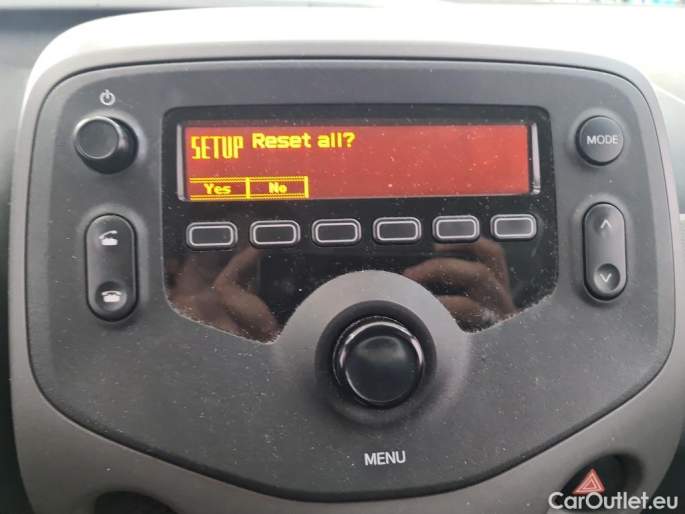 MODE
SETUP Reset all?
Yes No
MENU
CarOutlet.eu